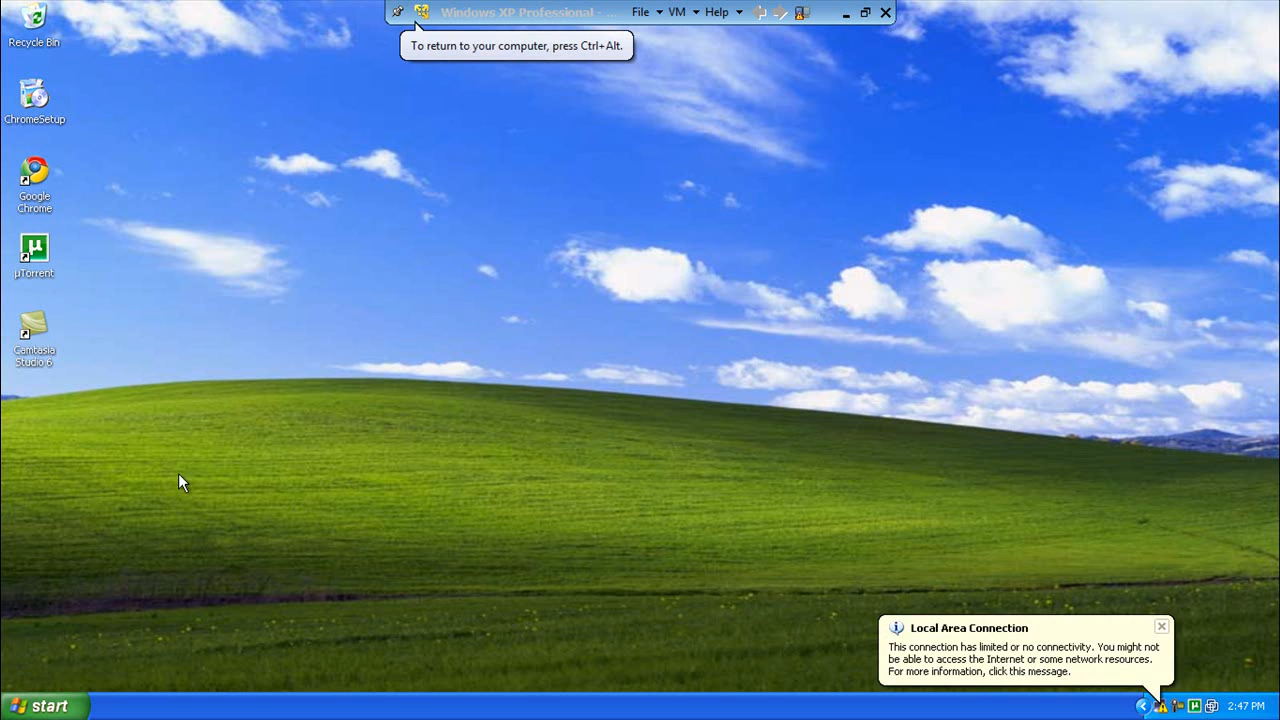 Windows XP Professional - ...
File VM Help
To return to your computer, press Ctrl+Alt.
Recycle Bin
ChromeSetup
Google
Chrome
µ
µTorrent
Camtasia
Studio 6
Local Area Connection
This connection has limited or no connectivity. You might not
be able to access the Internet or some network resources.
For more information, click this message.
start
µ
2:47 PM